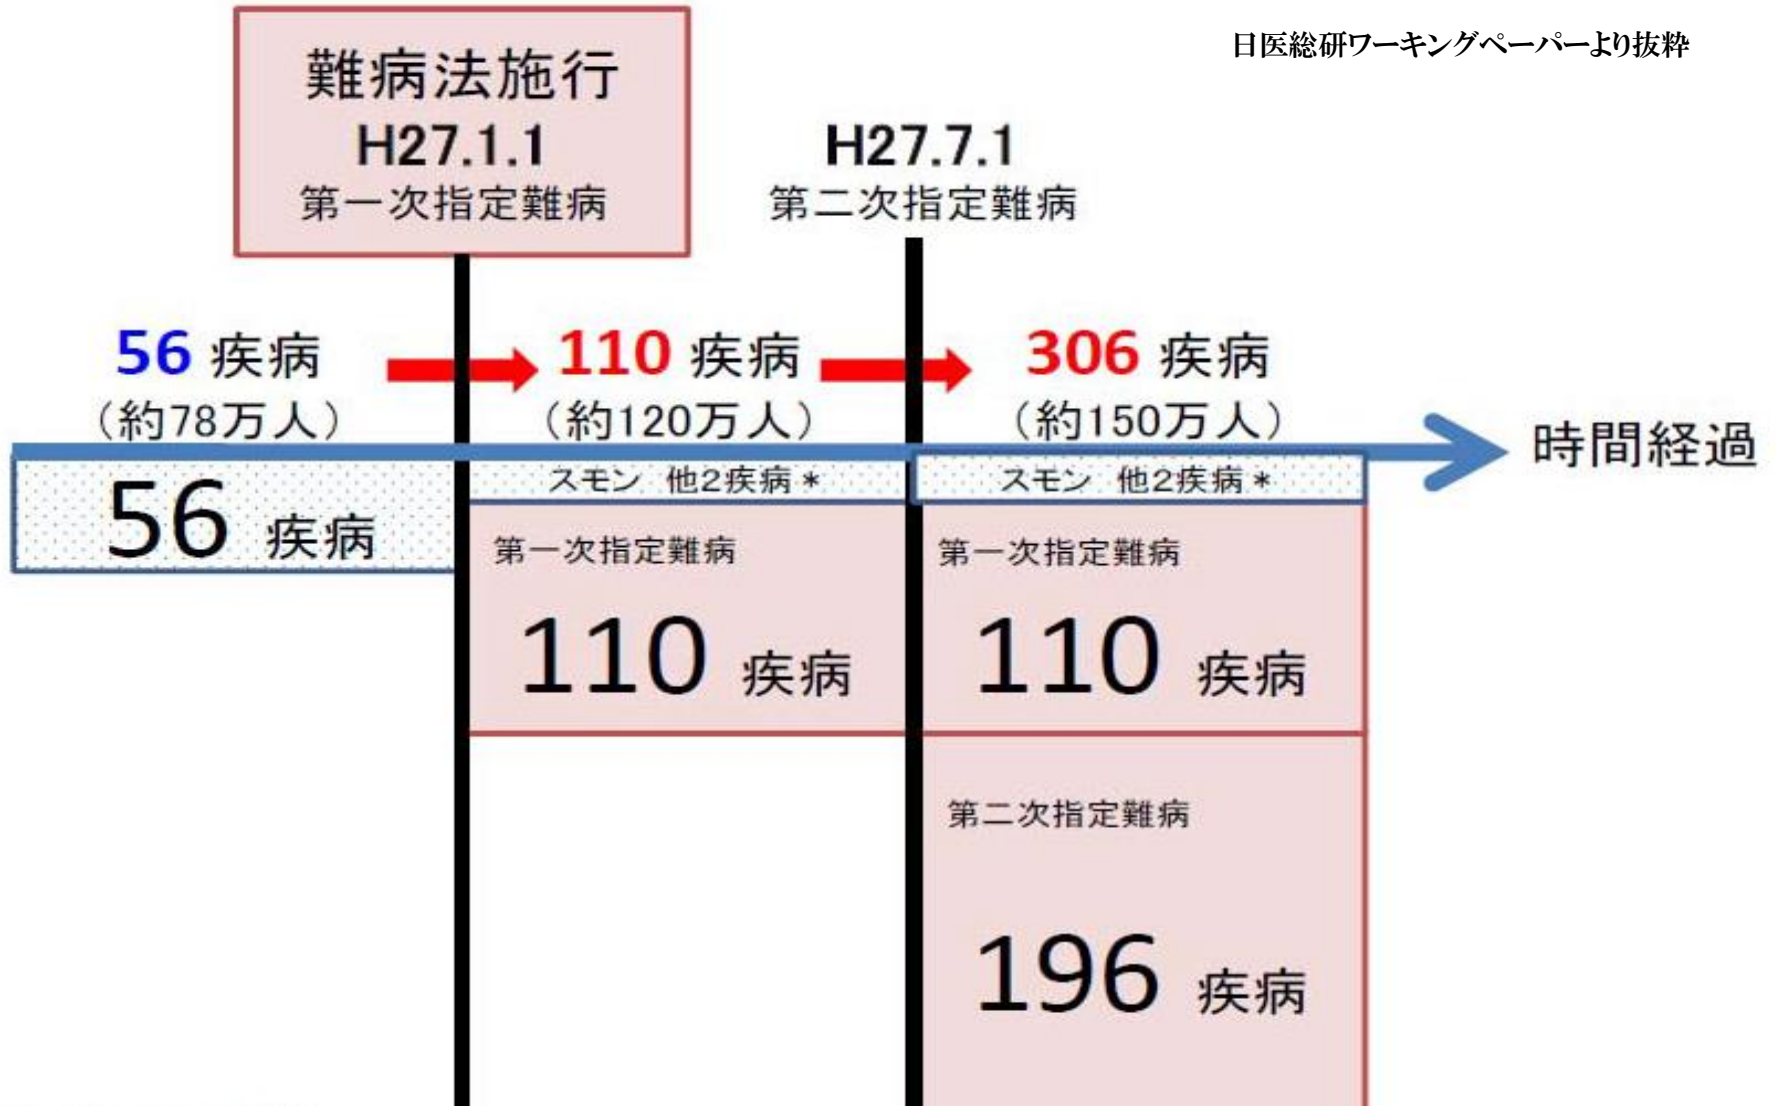 日医総研ワーキングペーパーより抜粋
難病法施行
H27.1.1
第一次指定難病
H27.7.1
第二次指定難病
56 疾病
（約78万人）
110 疾病
（約120万人）
306 疾病
（約150万人）
時間経過
56 疾病
スモン 他2疾病＊
第一次指定難病
110 疾病
スモン 他2疾病＊
第一次指定難病
110 疾病
第二次指定難病
196 疾病